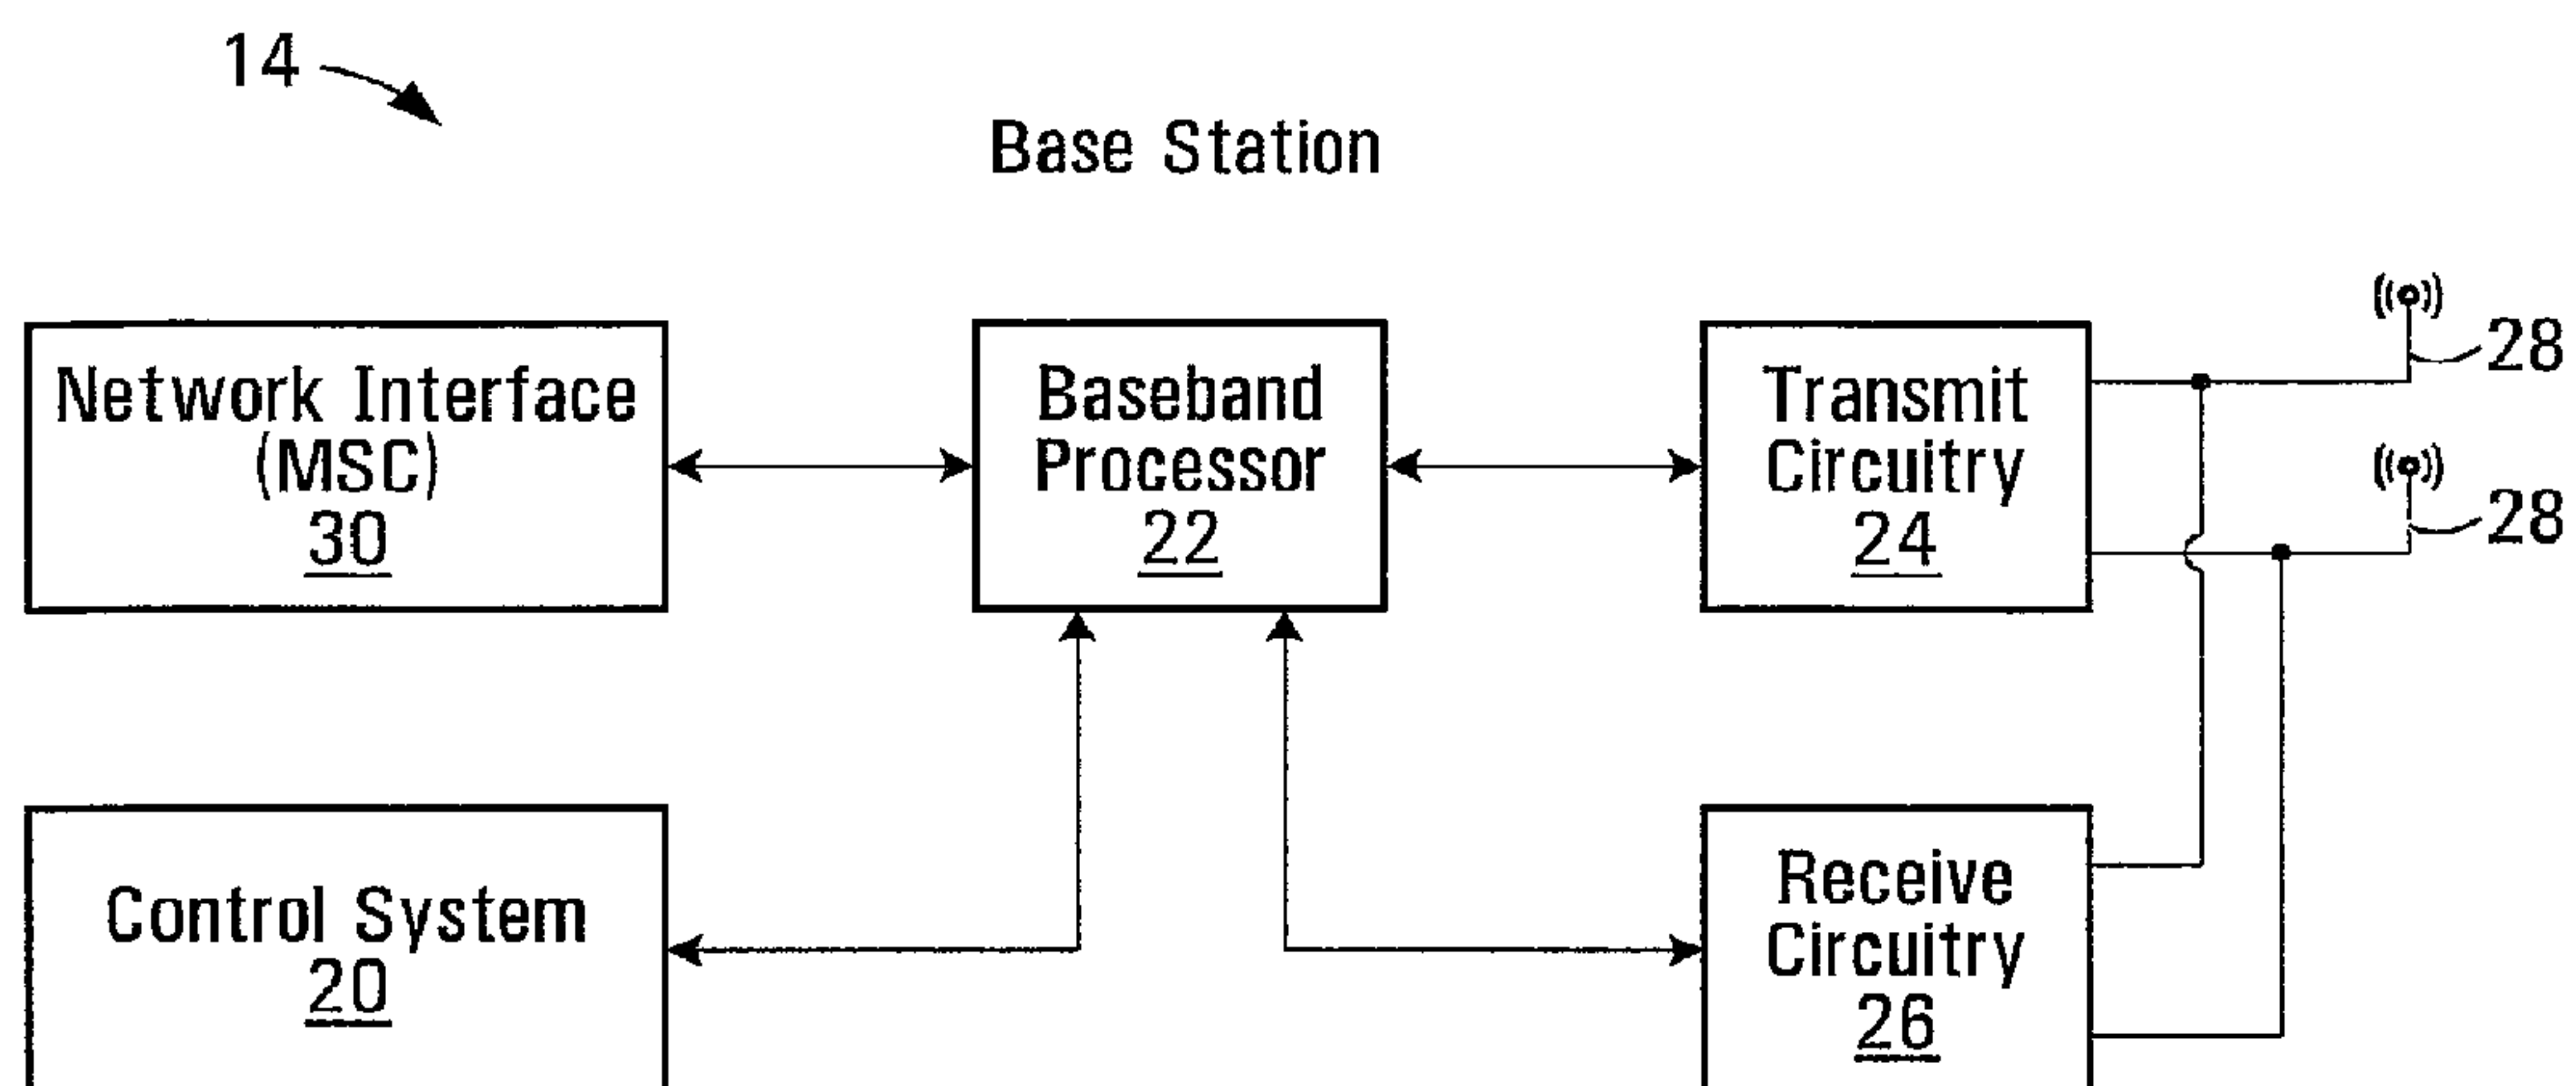 14
Base Station
Network Interface
(MSC)
30
Baseband
Processor
22
Transmit
Circuitry
24
28
28
Control System
20
Receive
Circuitry
26